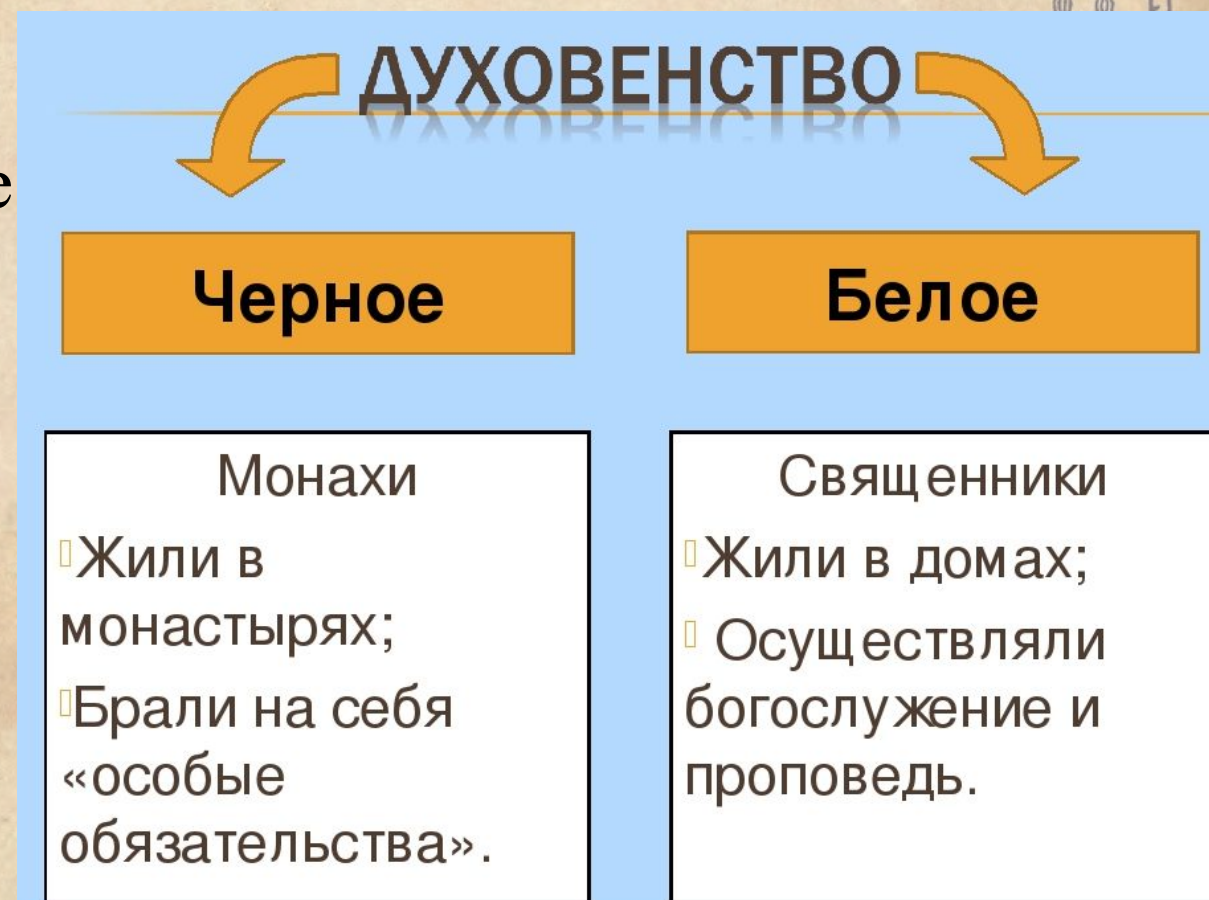 ДУХОВЕНСТВО
е
Черное
Белое
Монахи
Жили в
монастырях;
Брали на себя
«особые
обязательства».
Священники
Жили в домах;
Осуществляли
богослужение и
проповедь.